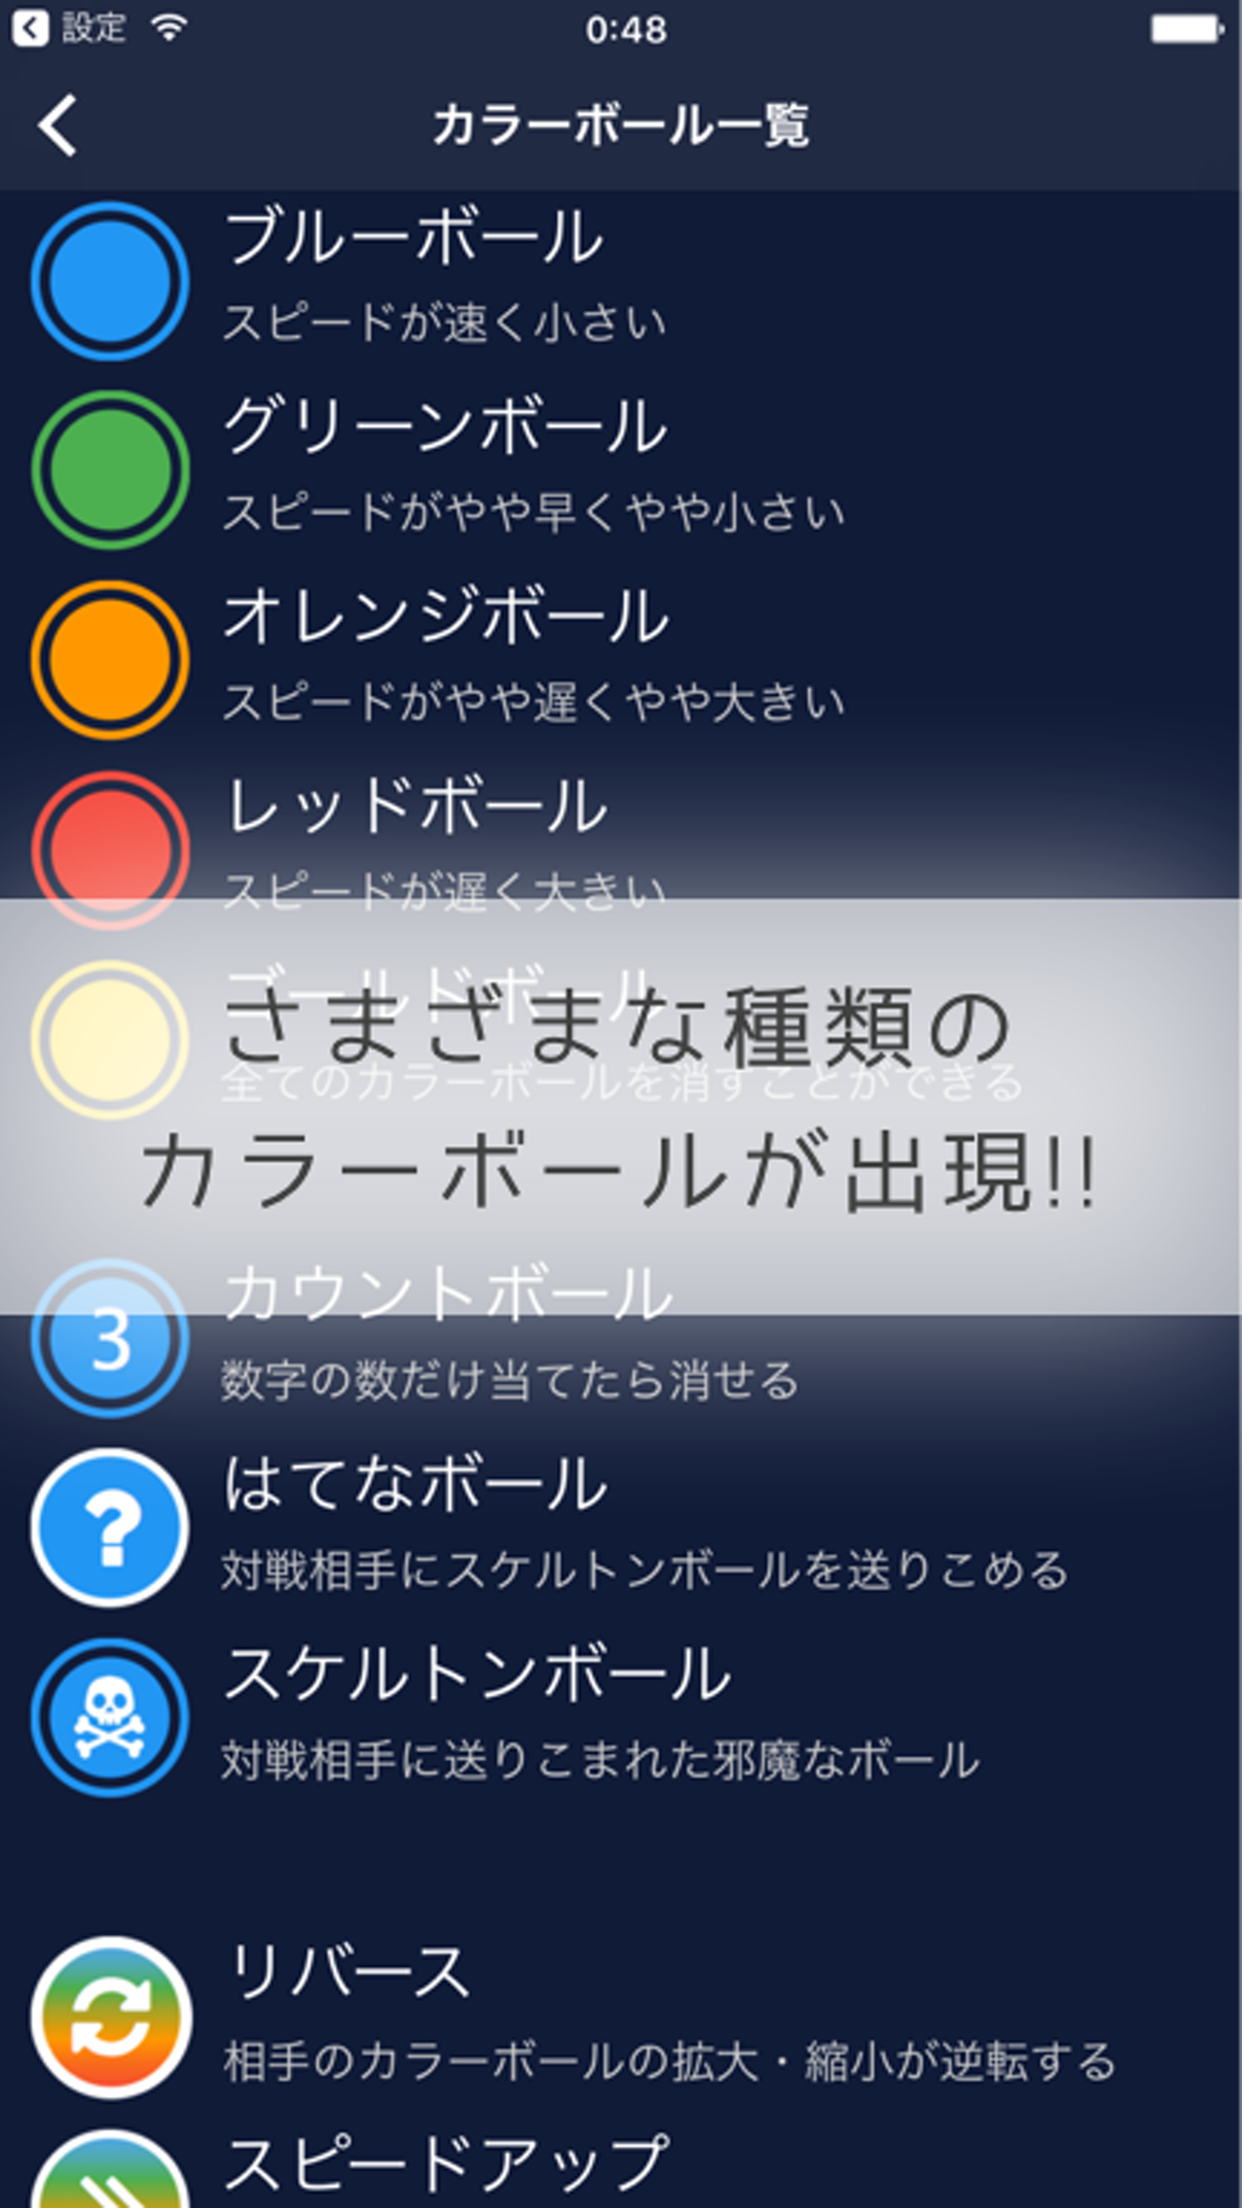 設定 0:48
カラーボール一覧
ブルーボール
スピードが速く小さい
グリーンボール
スピードがやや早くやや小さい
オレンジボール
スピードがやや遅くやや大きい
レッドボール
スピードが遅く大きい
ゴールドボール
さまざまな種類の
全てのカラーボールを消すことができる
カラーボールが出現!!
カウントボール
3
数字の数だけ当てたら消せる
はてなボール
?
対戦相手にスケルトンボールを送りこめる
スケルトンボール
対戦相手に送りこまれた邪魔なボール
リバース
相手のカラーボールの拡大・縮小が逆転する
スピードアップ